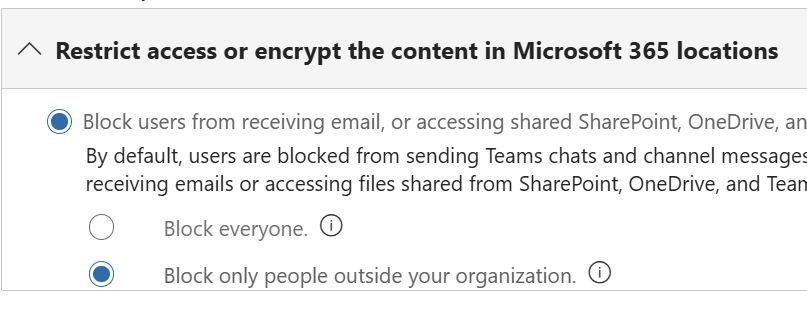 Restrict access or encrypt the content in Microsoft 365 locations
Block users from receiving email, or accessing shared SharePoint, OneDrive, an
By default, users are blocked from sending Teams chats and channel messages
receiving emails or accessing files shared from SharePoint, OneDrive, and Team
Block everyone.
Block only people outside your organization.